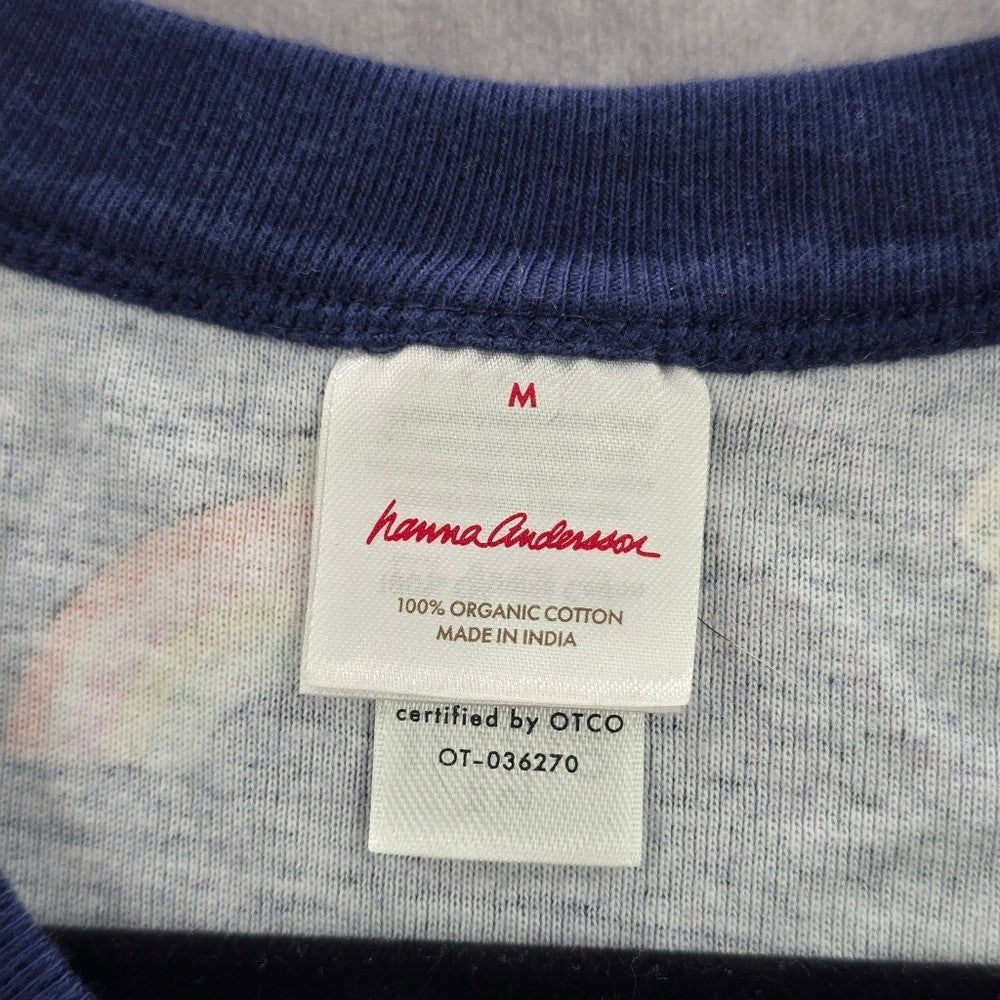 M
hanna Andersson
100% ORGANIC COTTON
MADE IN INDIA
certified by OTCO
OT-036270